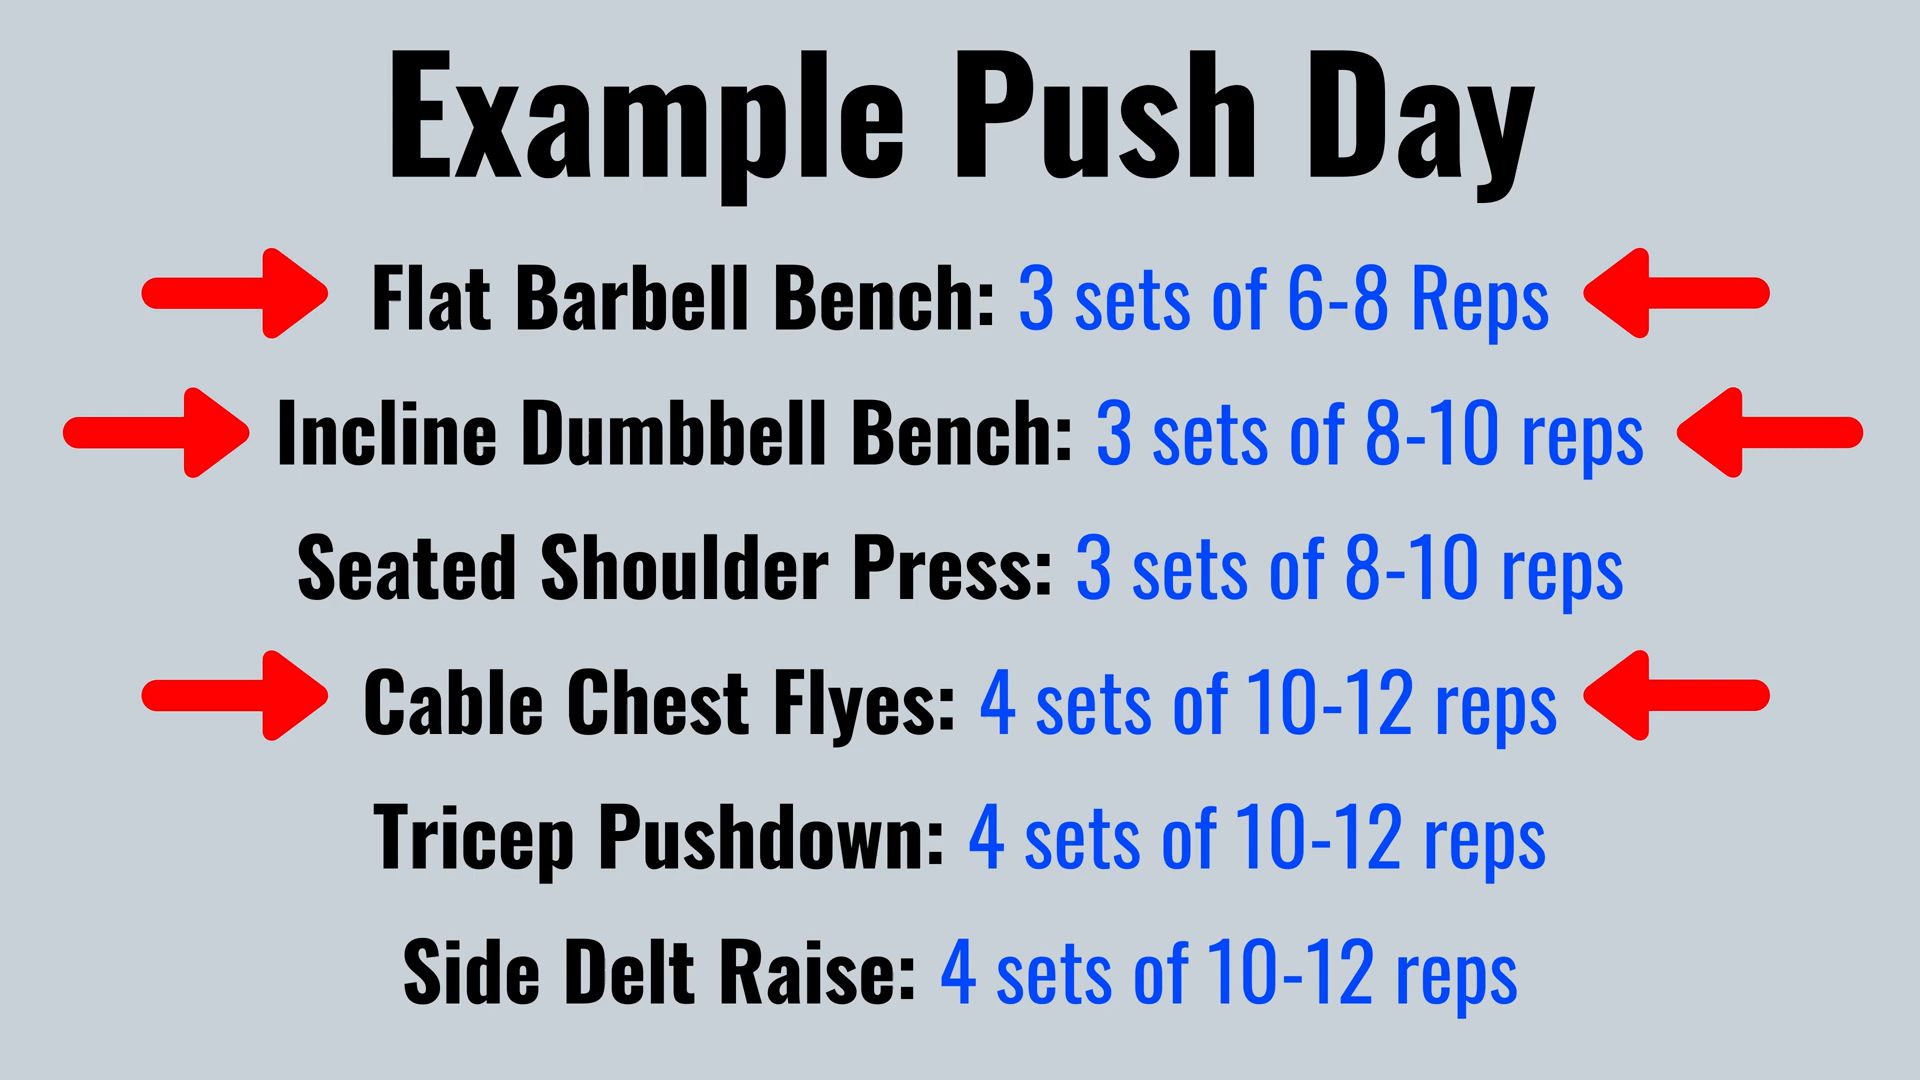 Example Push Day
Flat Barbell Bench: 3 sets of 6-8 Reps
Incline Dumbbell Bench: 3 sets of 8-10 reps
Seated Shoulder Press: 3 sets of 8-10 reps
Cable Chest Flyes: 4 sets of 10-12 reps
Tricep Pushdown: 4 sets of 10-12 reps
Side Delt Raise: 4 sets of 10-12 reps